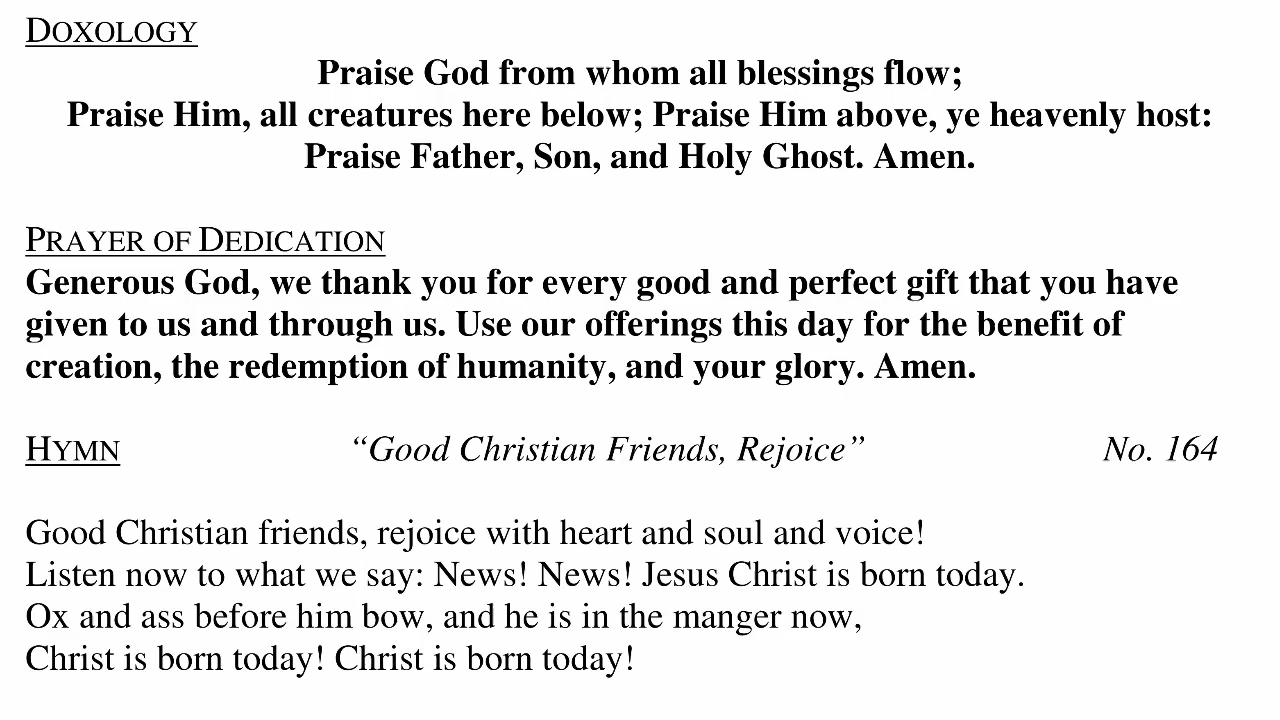 DOXOLOGY
Praise God from whom all blessings flow;
Praise Him, all creatures here below; Praise Him above, ye heavenly host:
Praise Father, Son, and Holy Ghost. Amen.
PRAYER OF DEDICATION
Generous God, we thank you for every good and perfect gift that you have
given to us and through us. Use our offerings this day for the benefit of
creation, the redemption of humanity, and your glory. Amen.
HYMN “Good Christian Friends, Rejoice” No. 164
Good Christian friends, rejoice with heart and soul and voice!
Listen now to what we say: News! News! Jesus Christ is born today.
Ox and ass before him bow, and he is in the manger now,
Christ is born today! Christ is born today!